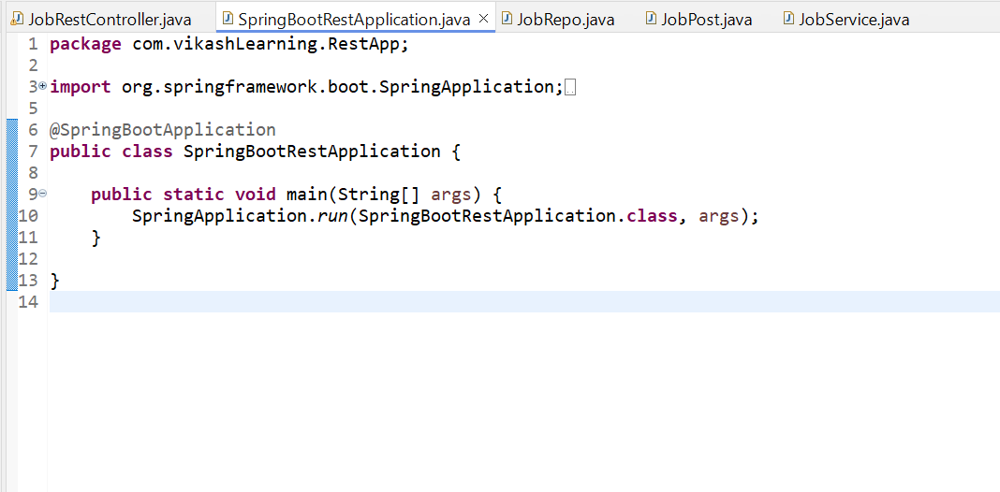 JobRestController.java SpringBootRestApplication.java JobRepo.java JobPost.java JobService.java
1 package com.vikashLearning.RestApp;
2
3 import org.springframework.boot.SpringApplication;
5
6 @SpringBootApplication
7 public class SpringBootRestApplication {
8
9     public static void main(String[] args) {
10         SpringApplication.run(SpringBootRestApplication.class, args);
11     }
12
13 }
14